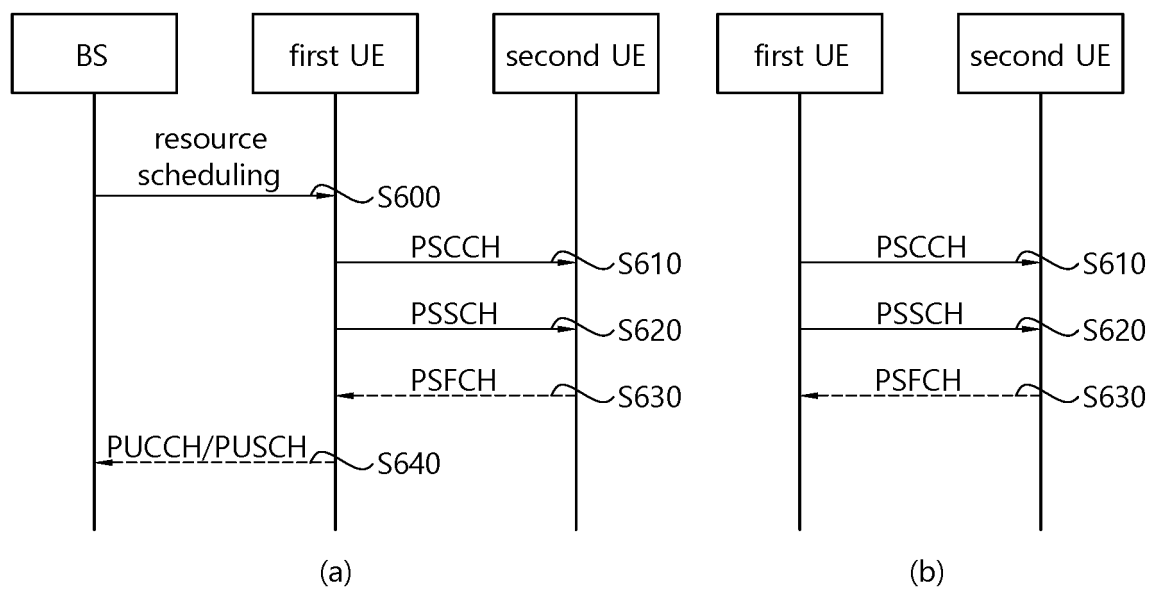 BS
first UE
second UE
first UE
second UE
resource
scheduling
S600
PSCCH
S610
PSCCH
S610
PSSCH
S620
PSSCH
S620
PSFCH
S630
PSFCH
S630
PUCCH/PUSCH
S640
(a)
(b)